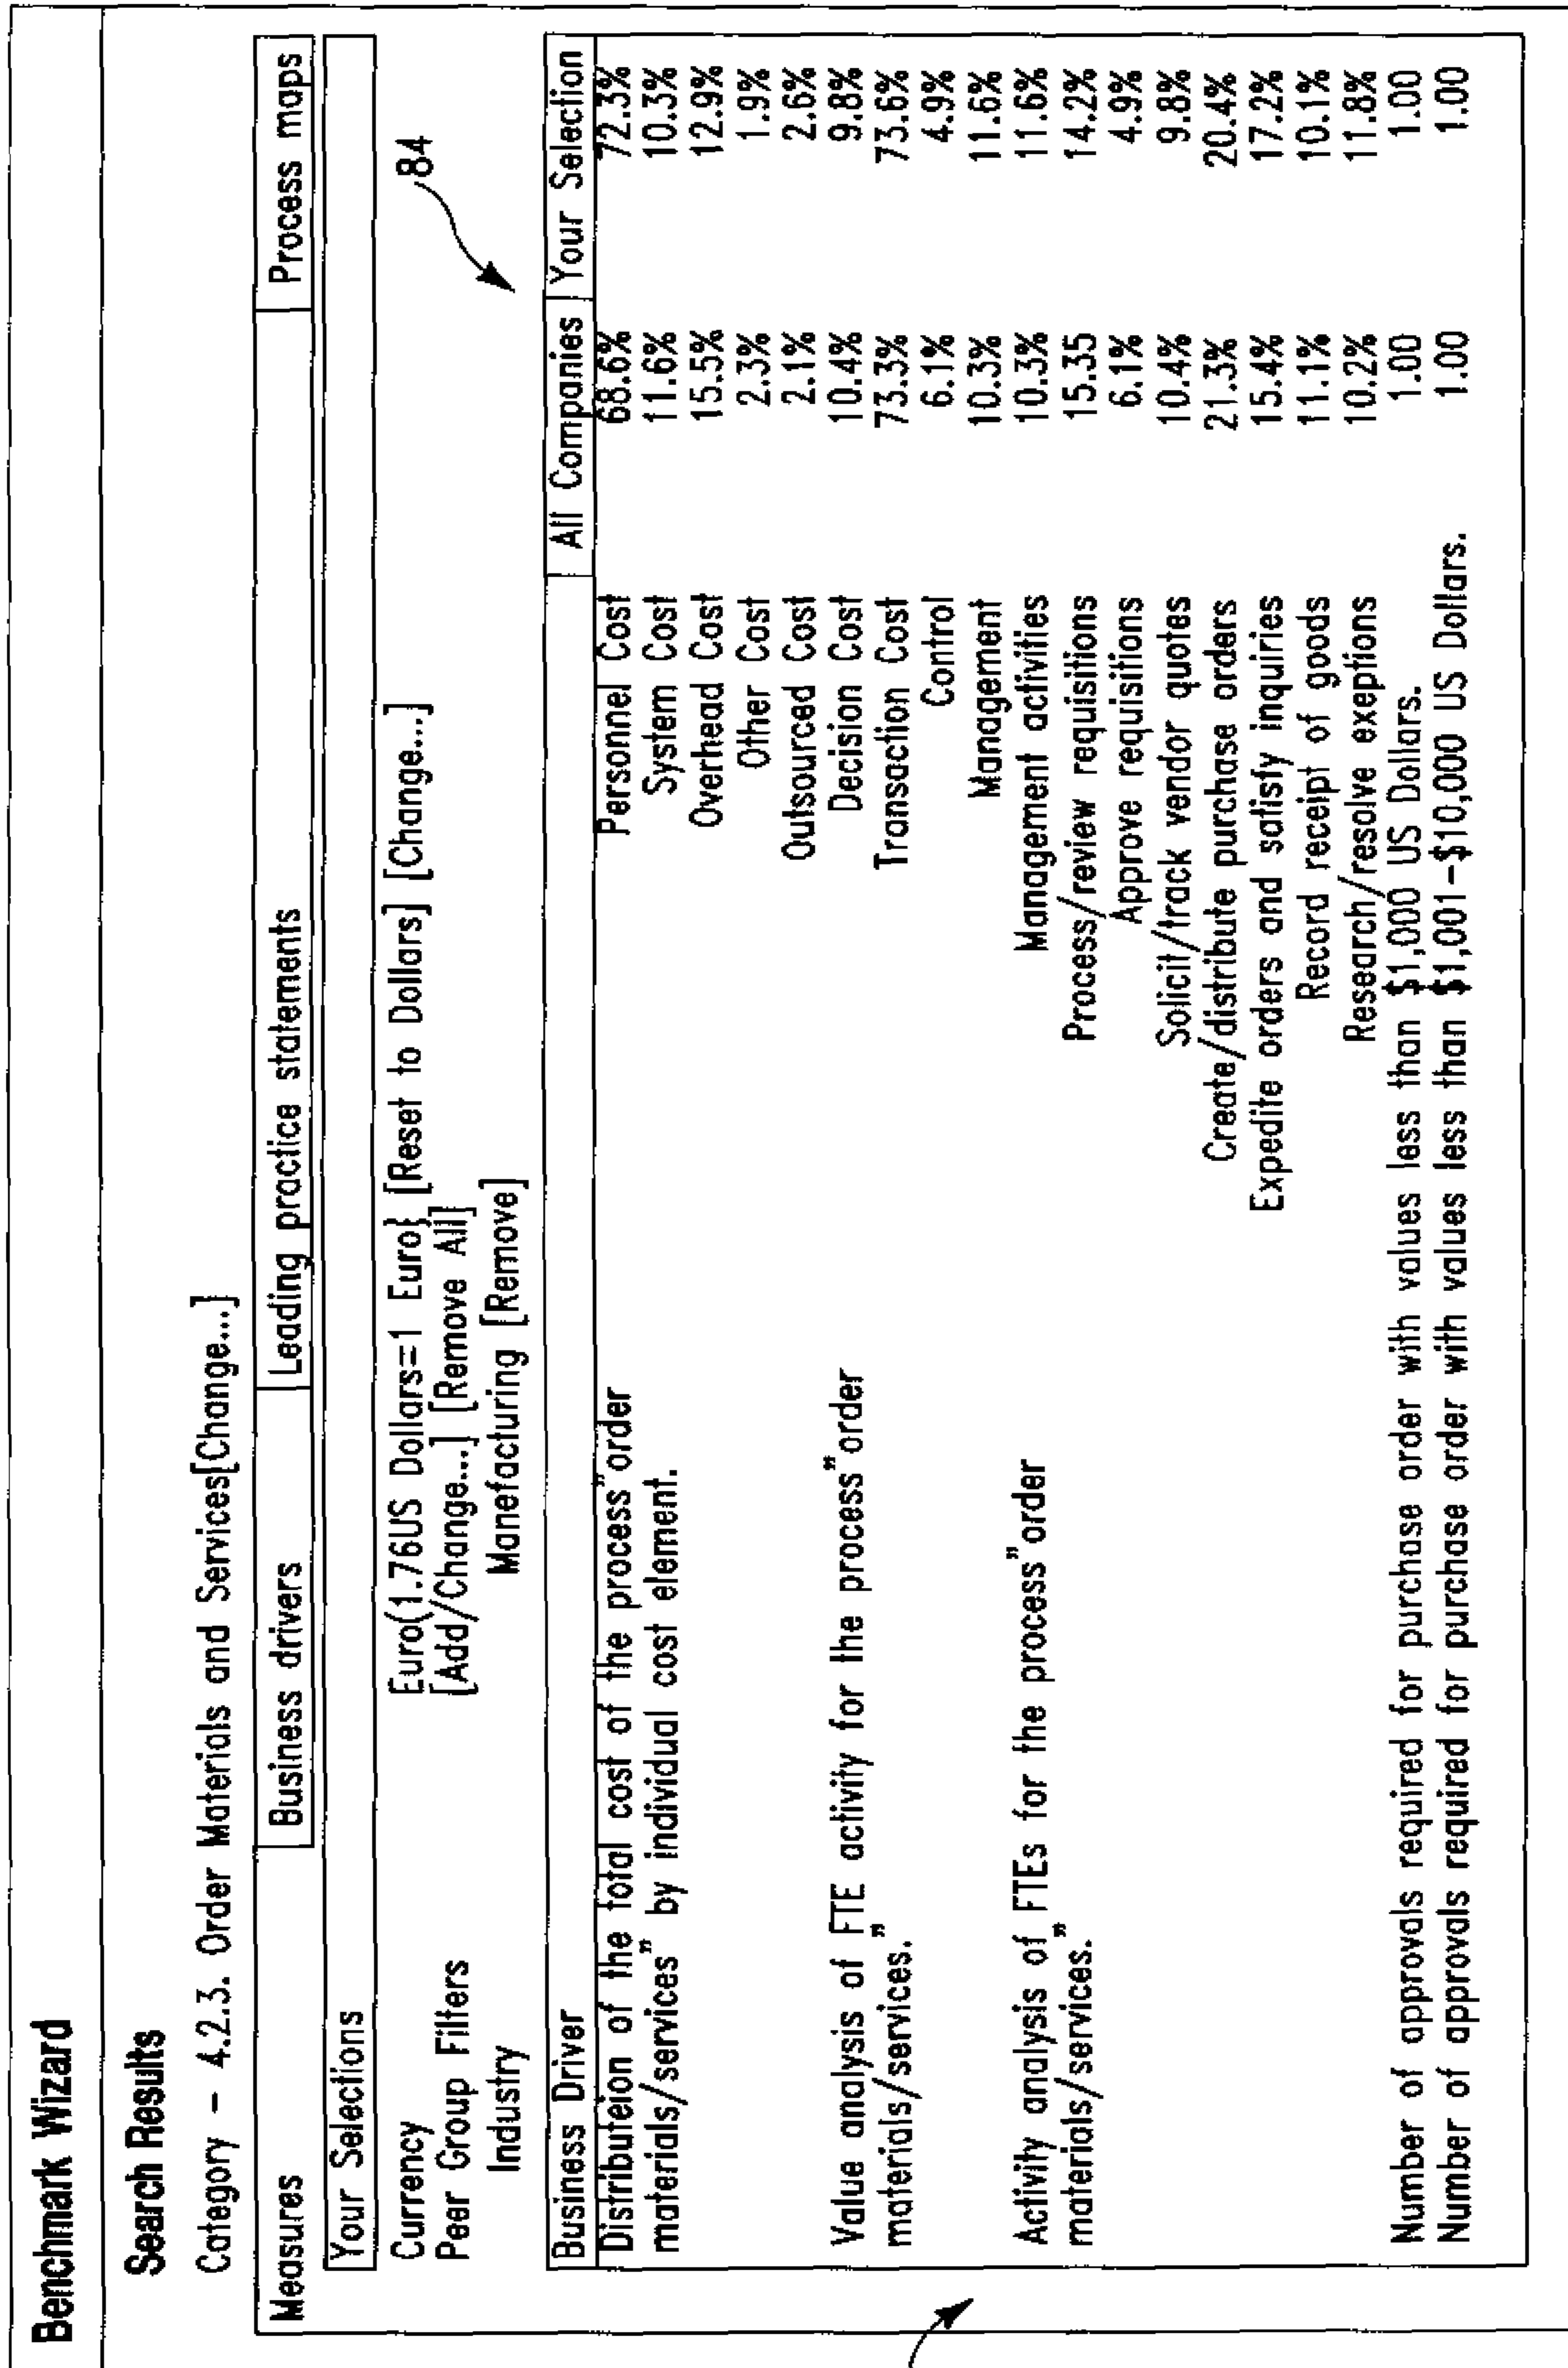 Benchmark Wizard
Search Results
Category - 4.2.3. Order Materials and Services[Change...]
Measures Business drivers Leading practice statements Process maps
Your Selections
Currency Euro(1.76US Dollars=1 Euro} [Reset to Dollars] [Change...]
Peer Group Filters [Add/Change...] [Remove All]
Industry Manefacturing [Remove]
84
Business Driver All Companies Your Selection
Distributeion of the total cost of the process"order Personnel Cost 68.6% 72.3%
materials/services" by individual cost element. System Cost 11.6% 10.3%
Overhead Cost 15.5% 12.9%
Other Cost 2.3% 1.9%
Outsourced Cost 2.1% 2.6%
Value analysis of FTE activity for the process"order Decision Cost 10.4% 9.8%
materials/services." Transaction Cost 73.3% 73.6%
Control 6.1% 4.9%
Management 10.3% 11.6%
Activity analysis of FTEs for the process"order Management activities 10.3% 11.6%
materials/services." Process/review requisitions 15.35 14.2%
Approve requisitions 6.1% 4.9%
Solicit/track vendor quotes 10.4% 9.8%
Create/distribute purchase orders 21.3% 20.4%
Expedite orders and satisfy inquiries 15.4% 17.2%
Record receipt of goods 11.1% 10.1%
Research/resolve exeptions 10.2% 11.8%
Number of approvals required for purchase order with values less than $1,000 US Dollars. 1.00 1.00
Number of approvals required for purchase order with values less than $1,001-$10,000 US Dollars. 1.00 1.00